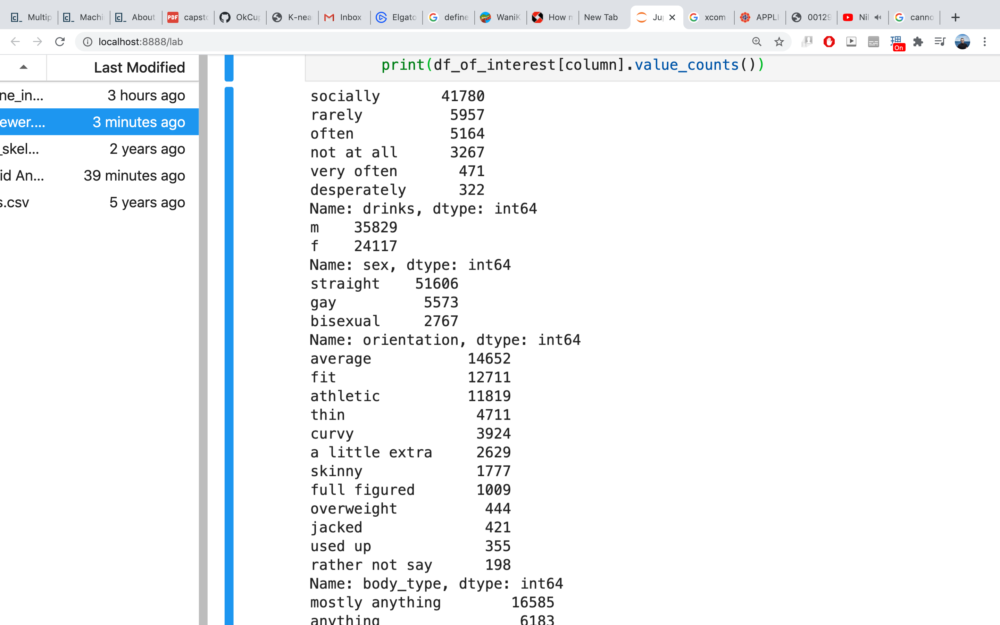 Multip
Machi
About
PDF
capsto
OkCup
K-nea
Inbox
Elgato
define
WaniK
How m
New Tab
Ju
xcom
APPLI
00129
Nil
canno
localhost:8888/lab
On
Last Modified
print(df_of_interest[column].value_counts())
ne_in... 3 hours ago
ewer.... 3 minutes ago
_skel... 2 years ago
id An... 39 minutes ago
s.csv 5 years ago
socially 41780
rarely 5957
often 5164
not at all 3267
very often 471
desperately 322
Name: drinks, dtype: int64
m 35829
f 24117
Name: sex, dtype: int64
straight 51606
gay 5573
bisexual 2767
Name: orientation, dtype: int64
average 14652
fit 12711
athletic 11819
thin 4711
curvy 3924
a little extra 2629
skinny 1777
full figured 1009
overweight 444
jacked 421
used up 355
rather not say 198
Name: body_type, dtype: int64
mostly anything 16585
anything 6183